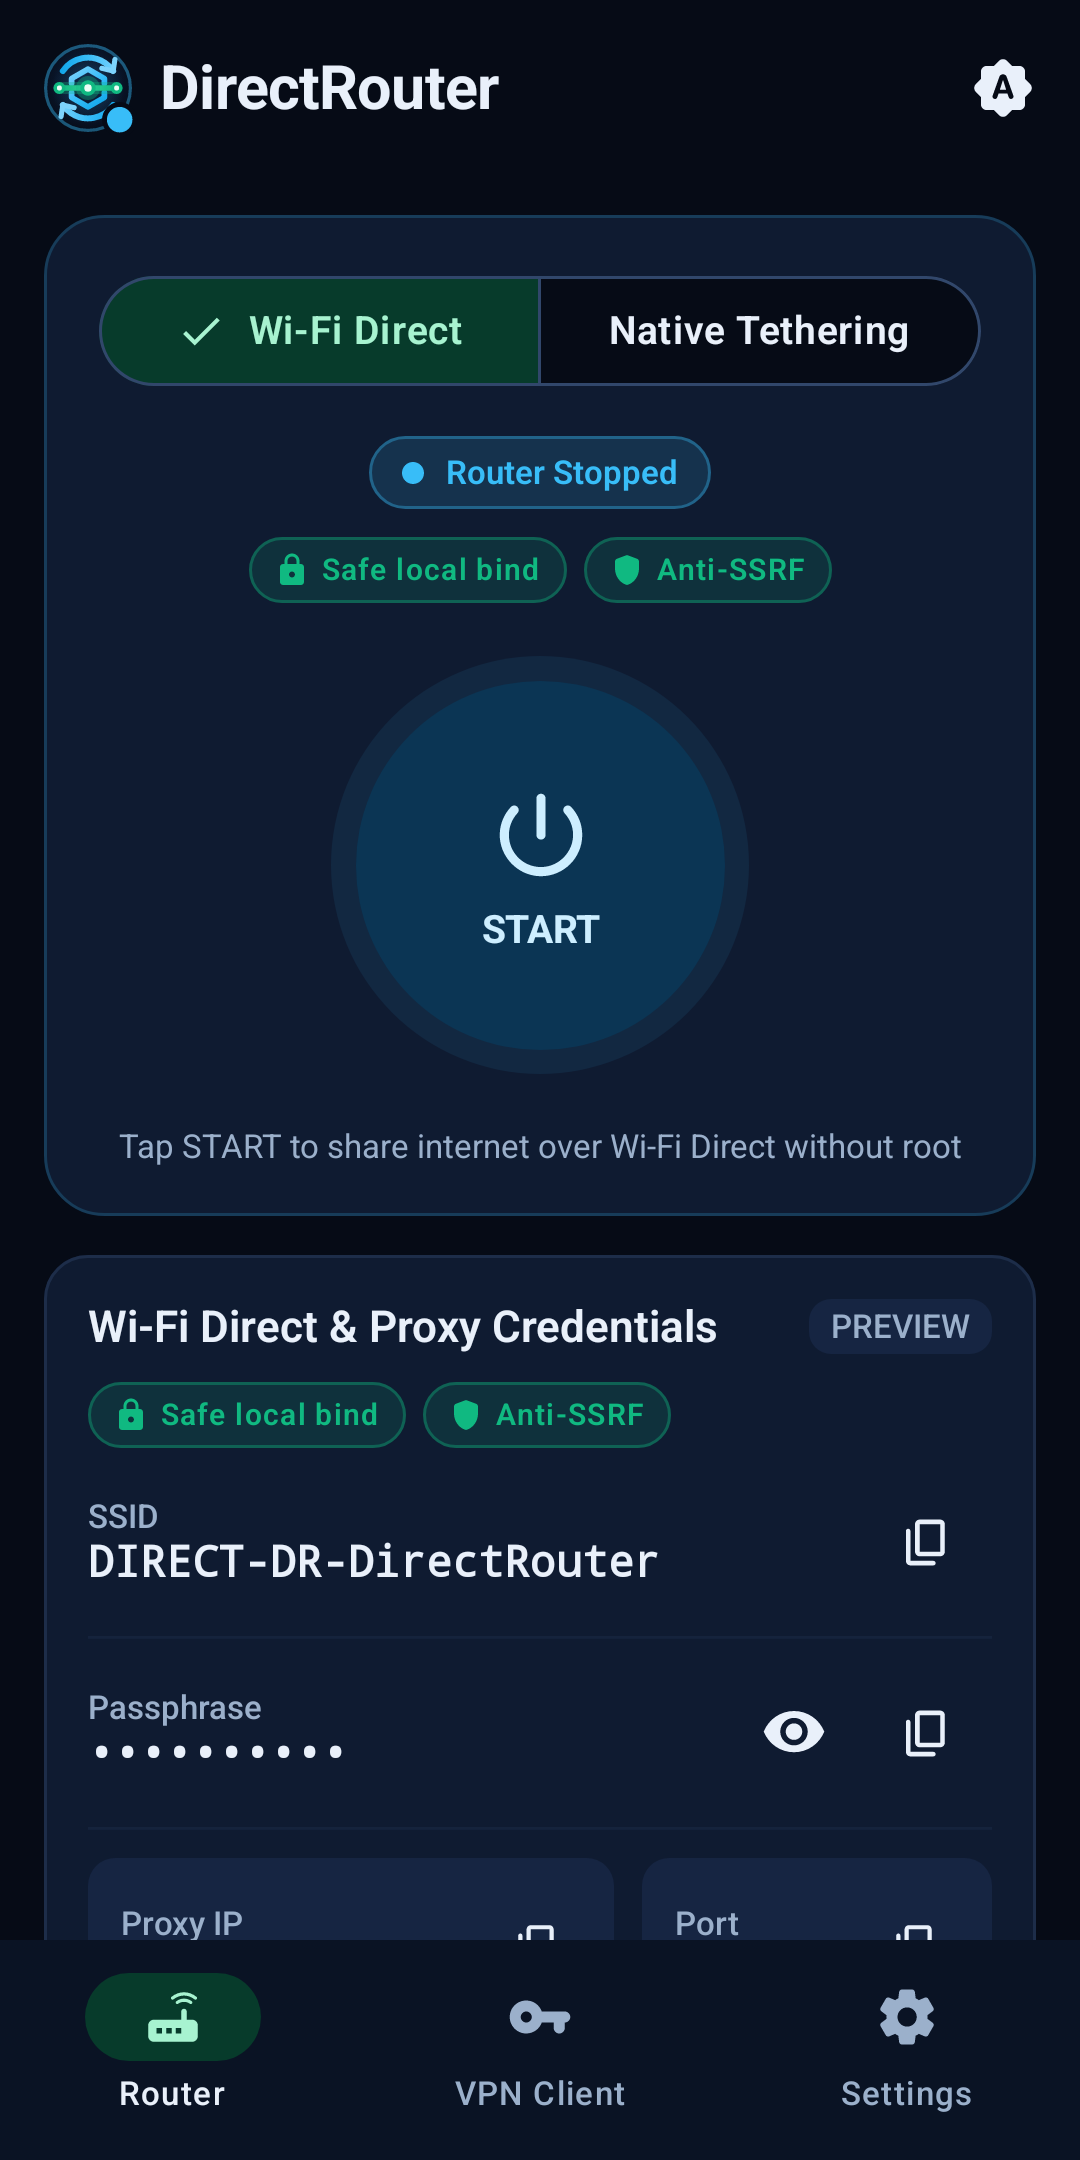 DirectRouter
A
Wi-Fi Direct
Native Tethering
Router Stopped
Safe local bind
Anti-SSRF
START
Tap START to share internet over Wi-Fi Direct without root
Wi-Fi Direct & Proxy Credentials
PREVIEW
Safe local bind
Anti-SSRF
SSID
DIRECT-DR-DirectRouter
Passphrase
••••••••••
Proxy IP
Port
Router
VPN Client
Settings